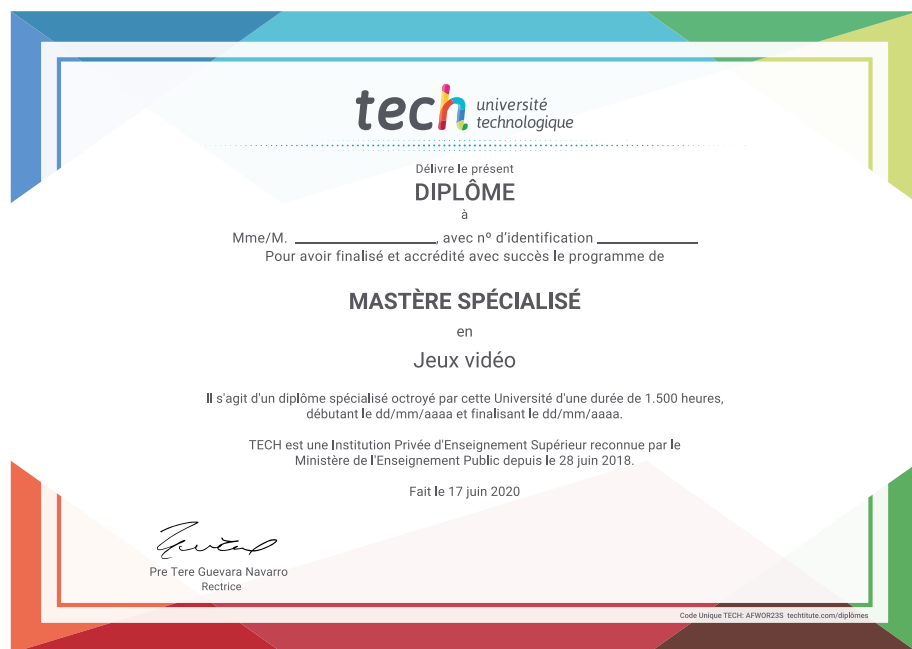 tech université
technologique
Délivre le présent
DIPLÔME
à
Mme/M. ____________, avec nº d'identification ____________
Pour avoir finalisé et accrédité avec succès le programme de
MASTÈRE SPÉCIALISÉ
en
Jeux vidéo
Il s'agit d'un diplôme spécialisé octroyé par cette Université d'une durée de 1.500 heures,
débutant le dd/mm/aaaa et finalisant le dd/mm/aaaa.
TECH est une Institution Privée d'Enseignement Supérieur reconnue par le
Ministère de l'Enseignement Public depuis le 28 juin 2018.
Fait le 17 juin 2020
Pre Tere Guevara Navarro
Rectrice
Code Unique TECH: AFWOR23S techtitute.com/diplômes